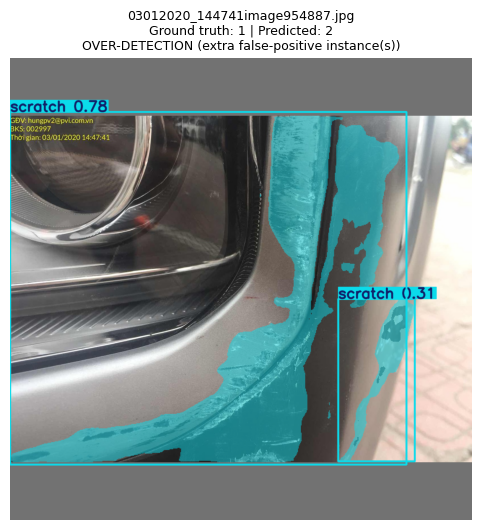 03012020_144741image954887.jpg
Ground truth: 1 | Predicted: 2
OVER-DETECTION (extra false-positive instance(s))
scratch 0.78
GĐV: hungpv2@pvi.com.vn
BKS: 002997
Thời gian: 03/01/2020 14:47:41
scratch 0.31